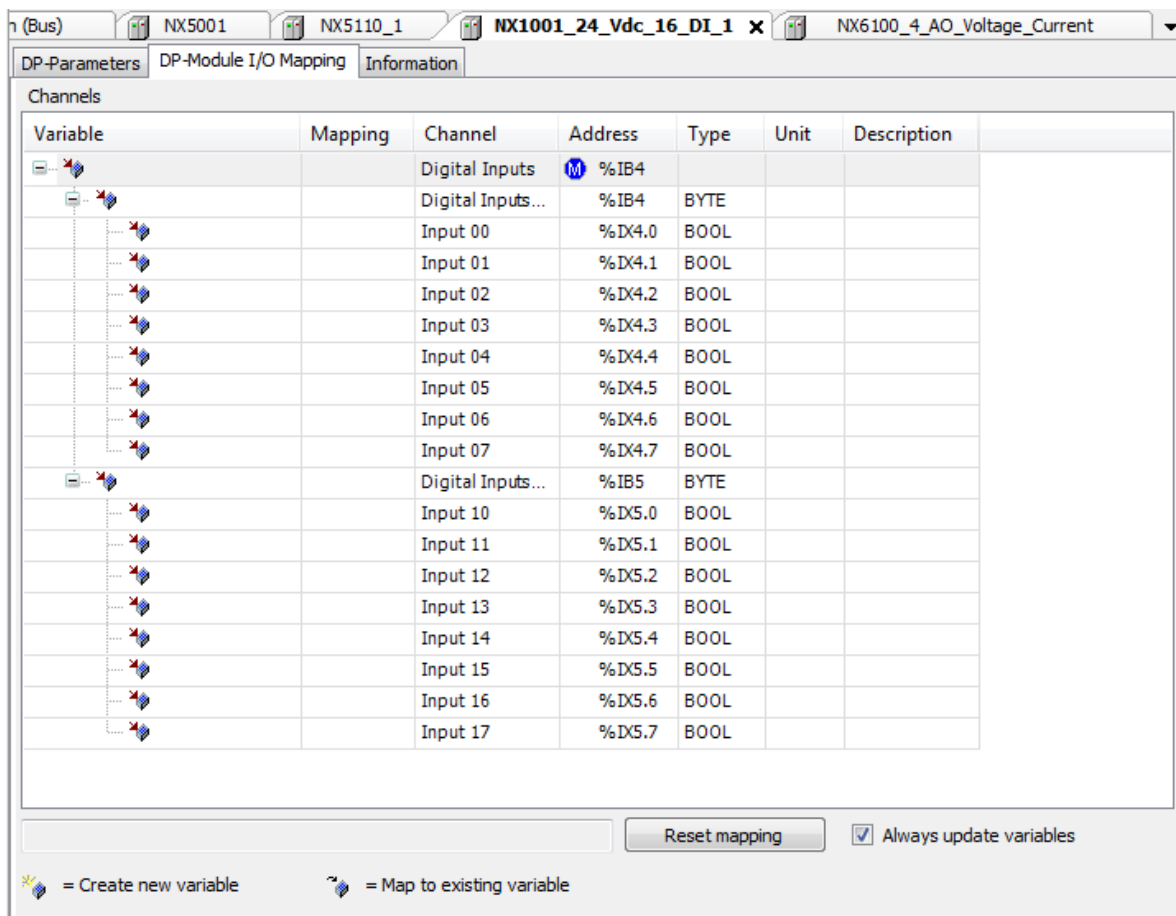 n (Bus) NX5001 NX5110_1 NX1001_24_Vdc_16_DI_1 NX6100_4_AO_Voltage_Current
DP-Parameters DP-Module I/O Mapping Information
Channels
Variable Mapping Channel Address Type Unit Description
Digital Inputs M %IB4
Digital Inputs... %IB4 BYTE
Input 00 %IX4.0 BOOL
Input 01 %IX4.1 BOOL
Input 02 %IX4.2 BOOL
Input 03 %IX4.3 BOOL
Input 04 %IX4.4 BOOL
Input 05 %IX4.5 BOOL
Input 06 %IX4.6 BOOL
Input 07 %IX4.7 BOOL
Digital Inputs... %IB5 BYTE
Input 10 %IX5.0 BOOL
Input 11 %IX5.1 BOOL
Input 12 %IX5.2 BOOL
Input 13 %IX5.3 BOOL
Input 14 %IX5.4 BOOL
Input 15 %IX5.5 BOOL
Input 16 %IX5.6 BOOL
Input 17 %IX5.7 BOOL
Reset mapping Always update variables
= Create new variable = Map to existing variable